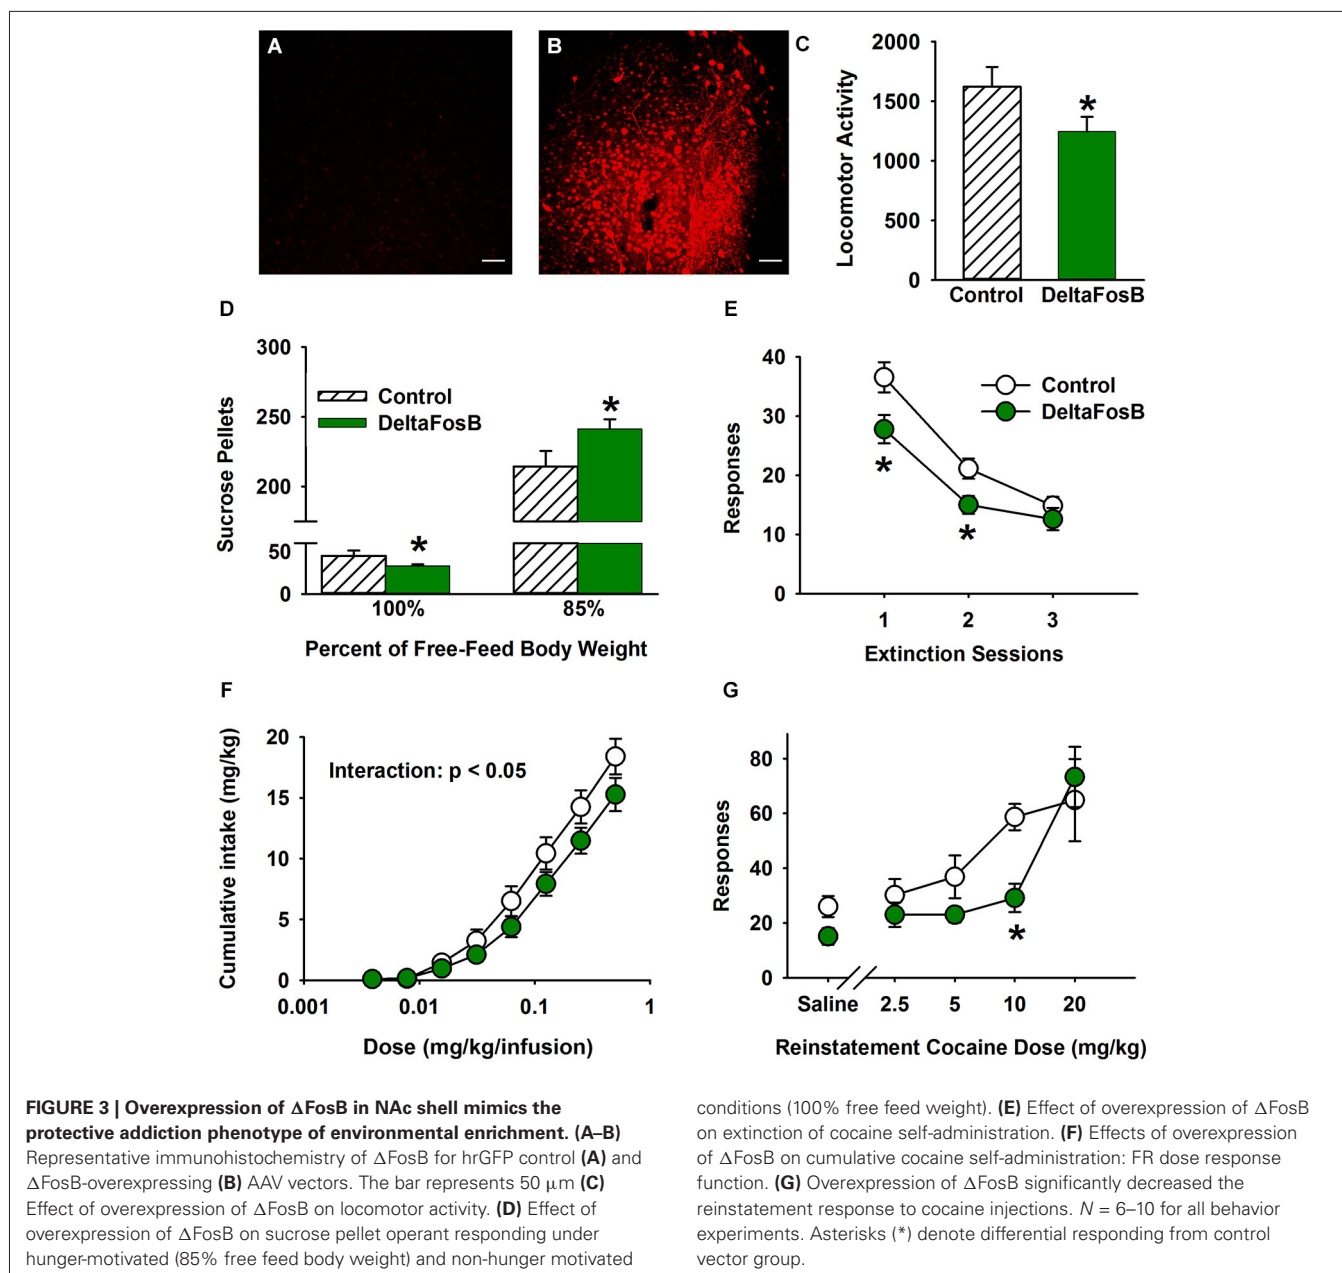 A
B
C
2000
1500
1000
500
0
Locomotor Activity
*
Control DeltaFosB
D
300
250
200
50
0
Sucrose Pellets
Control
DeltaFosB
*
*
100% 85%
Percent of Free-Feed Body Weight
E
40
30
20
10
0
Responses
Control
DeltaFosB
*
*
1 2 3
Extinction Sessions
F
20
15
10
5
0
Cumulative intake (mg/kg)
Interaction: p < 0.05
0.001 0.01 0.1 1
Dose (mg/kg/infusion)
G
80
60
40
20
0
Responses
*
Saline 2.5 5 10 20
Reinstatement Cocaine Dose (mg/kg)
FIGURE 3 | Overexpression of ΔFosB in NAc shell mimics the
protective addiction phenotype of environmental enrichment. (A–B)
Representative immunohistochemistry of ΔFosB for hrGFP control (A) and
ΔFosB-overexpressing (B) AAV vectors. The bar represents 50 μm (C)
Effect of overexpression of ΔFosB on locomotor activity. (D) Effect of
overexpression of ΔFosB on sucrose pellet operant responding under
hunger-motivated (85% free feed body weight) and non-hunger motivated
conditions (100% free feed weight). (E) Effect of overexpression of ΔFosB
on extinction of cocaine self-administration. (F) Effects of overexpression
of ΔFosB on cumulative cocaine self-administration: FR dose response
function. (G) Overexpression of ΔFosB significantly decreased the
reinstatement response to cocaine injections. N = 6–10 for all behavior
experiments. Asterisks (*) denote differential responding from control
vector group.